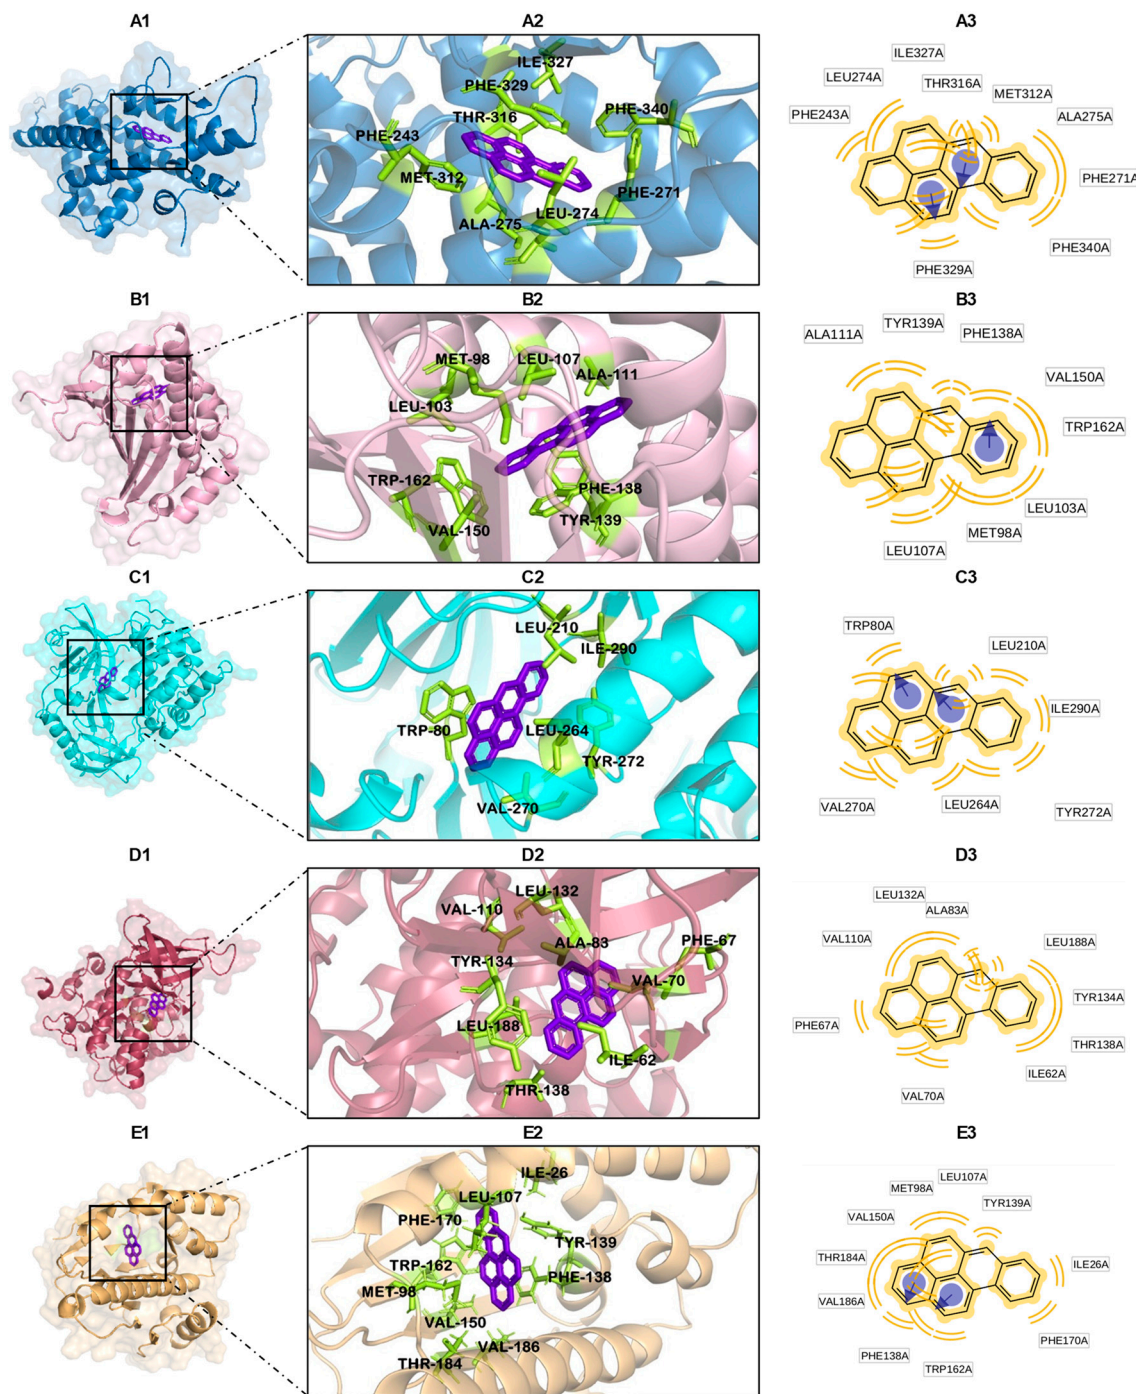 A1
A2
A3
ILE-327
PHE-329
THR-316
PHE-340
PHE-243
MET-312
PHE-271
LEU-274
ALA-275
ILE327A
LEU274A
THR316A
MET312A
PHE243A
ALA275A
PHE271A
PHE340A
PHE329A
B1
B2
B3
MET-98
LEU-107
ALA-111
LEU-103
TRP-162
PHE-138
VAL-150
TYR-139
TYR139A
ALA111A
PHE138A
VAL150A
TRP162A
LEU103A
MET98A
LEU107A
C1
C2
C3
LEU-210
ILE-290
TRP-80
LEU-264
TYR-272
VAL-270
TRP80A
LEU210A
ILE290A
VAL270A
LEU264A
TYR272A
D1
D2
D3
LEU-132
VAL-110
ALA-83
PHE-67
TYR-134
VAL-70
LEU-188
ILE-62
THR-138
LEU132A
ALA83A
VAL110A
LEU188A
TYR134A
PHE67A
THR138A
ILE62A
VAL70A
E1
E2
E3
ILE-26
LEU-107
PHE-170
TYR-139
TRP-162
PHE-138
MET-98
VAL-150
VAL-186
THR-184
LEU107A
MET98A
TYR139A
VAL150A
THR184A
ILE26A
VAL186A
PHE170A
PHE138A
TRP162A